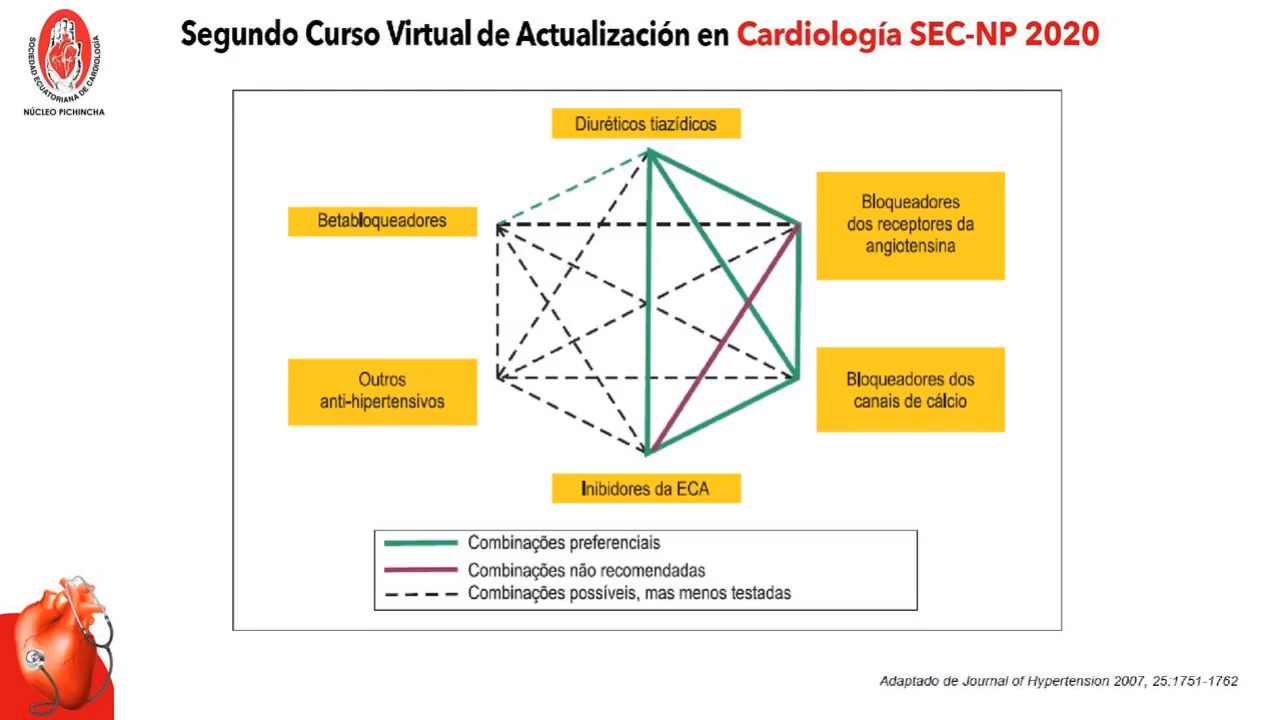 Segundo Curso Virtual de Actualización en Cardiología SEC-NP 2020
SOCIEDAD ECUATORIANA DE CARDIOLOGÍA
NÚCLEO PICHINCHA
Diuréticos tiazídicos
Betabloqueadores
Bloqueadores
dos receptores da
angiotensina
Outros
anti-hipertensivos
Bloqueadores dos
canais de cálcio
Inibidores da ECA
Combinações preferenciais
Combinações não recomendadas
Combinações possíveis, mas menos testadas
Adaptado de Journal of Hypertension 2007, 25:1751-1762